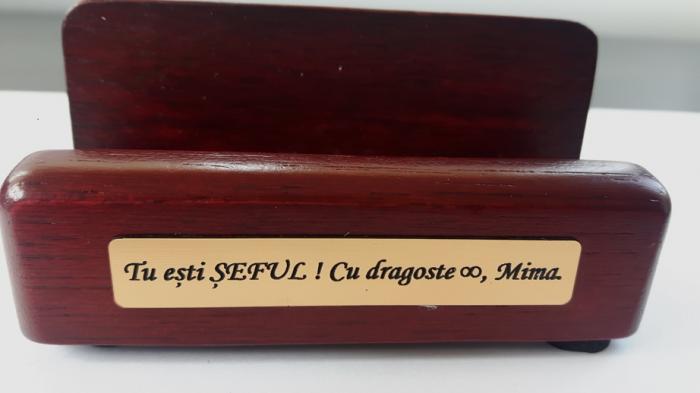 Tu ești ȘEFUL ! Cu dragoste ∞, Mima.